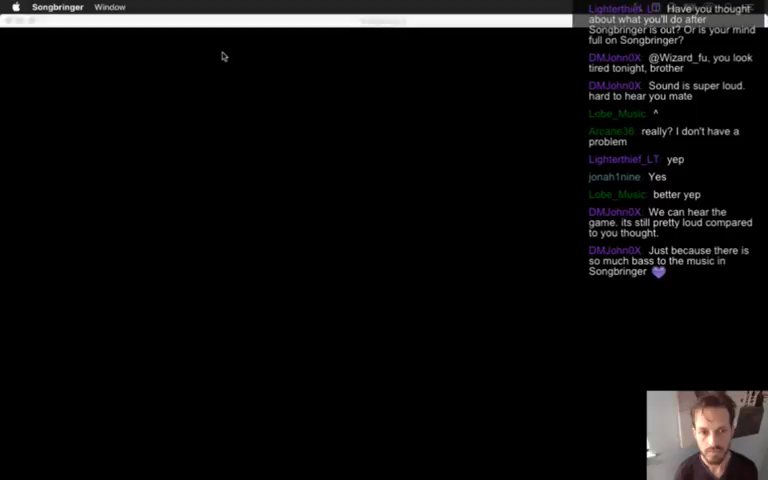 Songbringer Window
Lighterthief_LT Have you thought
about what you'll do after
Songbringer is out? Or is your mind
full on Songbringer?
DMJohn0X @Wizard_fu, you look
tired tonight, brother
DMJohn0X Sound is super loud.
hard to hear you mate
Lobe_Music ^
Arcane36 really? I don't have a
problem
Lighterthief_LT yep
jonah1nine Yes
Lobe_Music better yep
DMJohn0X We can hear the
game. its still pretty loud compared
to you thought.
DMJohn0X Just because there is
so much bass to the music in
Songbringer